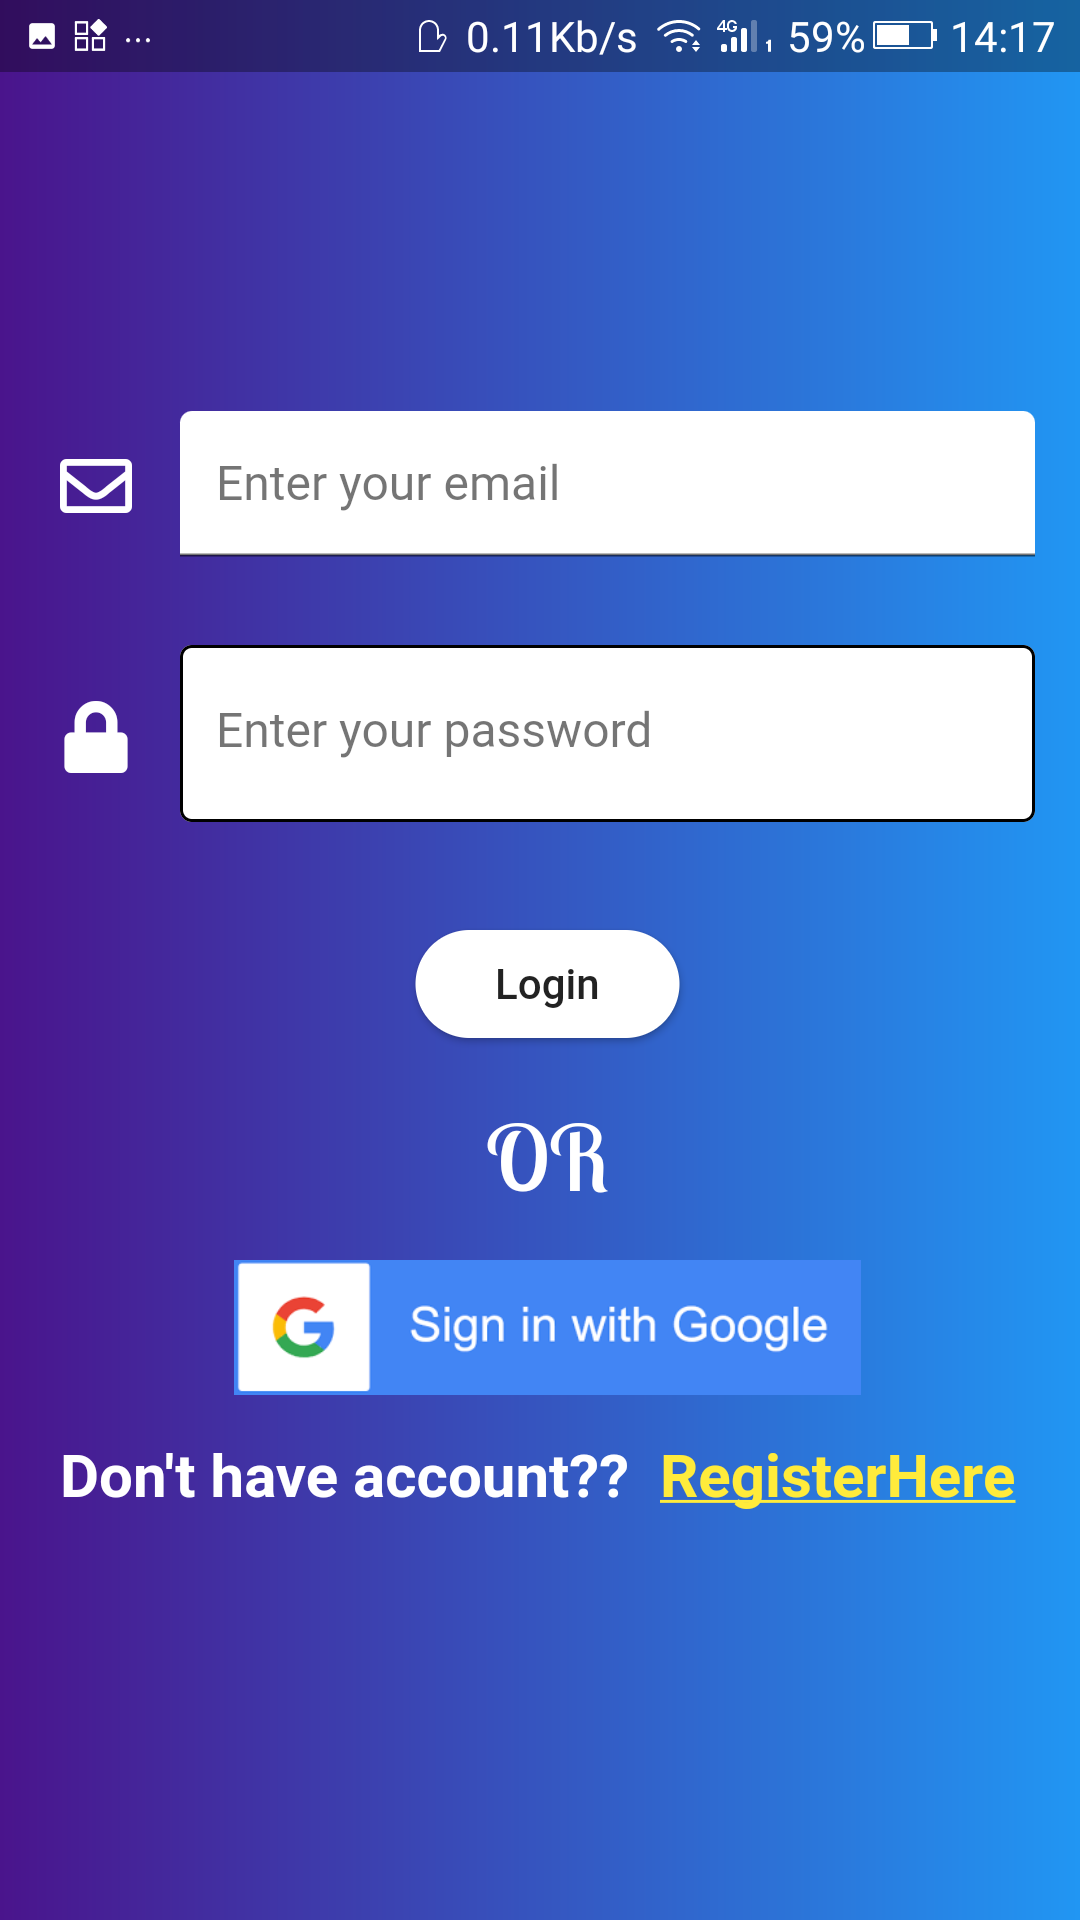 ... 0.11Kb/s 4G 1 59% 14:17
Enter your email
Enter your password
Login
OR
Sign in with Google
Don't have account?? RegisterHere